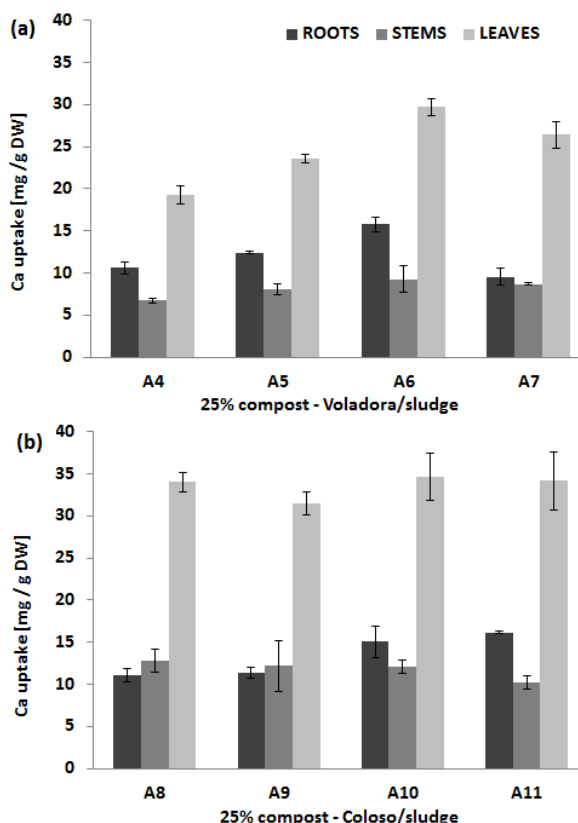 (a)
ROOTS STEMS LEAVES
Ca uptake [mg /g DW]
40
35
30
25
20
15
10
5
0
A4 A5 A6 A7
25% compost - Voladora/sludge
(b)
Ca uptake [mg / g DW]
40
35
30
25
20
15
10
5
0
A8 A9 A10 A11
25% compost - Coloso/sludge